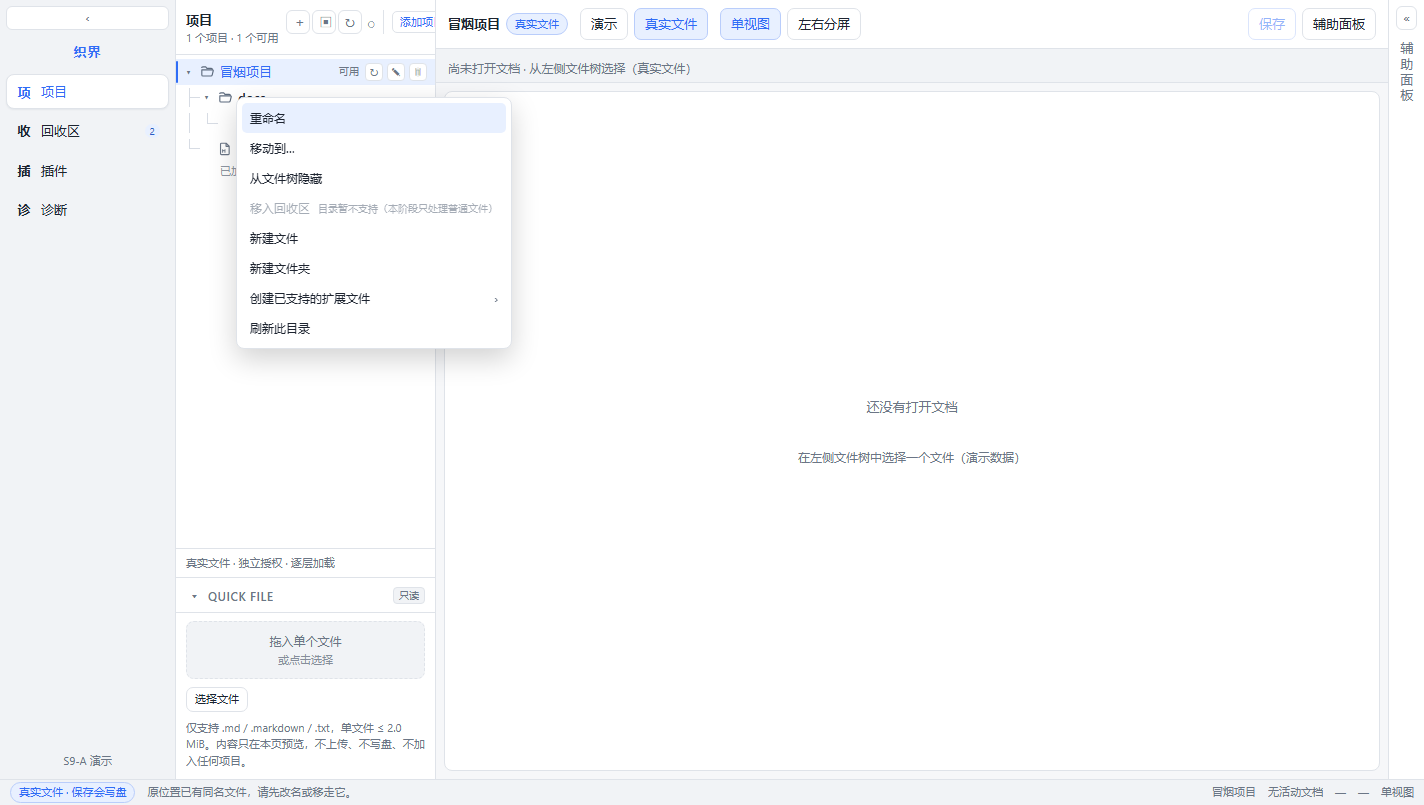 ‹
织界
项 项目
收 回收区 2
插 插件
诊 诊断
S9-A 演示
项目
1 个项目 · 1 个可用
+
↻
○
添加项
冒烟项目 可用 ↻
docs
重命名
移动到...
从文件树隐藏
移入回收区 目录暂不支持（本阶段只处理普通文件）
新建文件
新建文件夹
创建已支持的扩展文件 ›
刷新此目录
真实文件 · 独立授权 · 逐层加载
QUICK FILE 只读
拖入单个文件
或点击选择
选择文件
仅支持 .md / .markdown / .txt，单文件 ≤ 2.0
MiB。内容只在本页预览，不上传、不写盘、不加
入任何项目。
冒烟项目 真实文件 演示 真实文件 单视图 左右分屏 保存 辅助面板
尚未打开文档 · 从左侧文件树选择（真实文件）
还没有打开文档
在左侧文件树中选择一个文件（演示数据）
«
辅
助
面
板
真实文件 · 保存会写盘 原位置已有同名文件，请先改名或移走它。 冒烟项目 无活动文档 — — 单视图